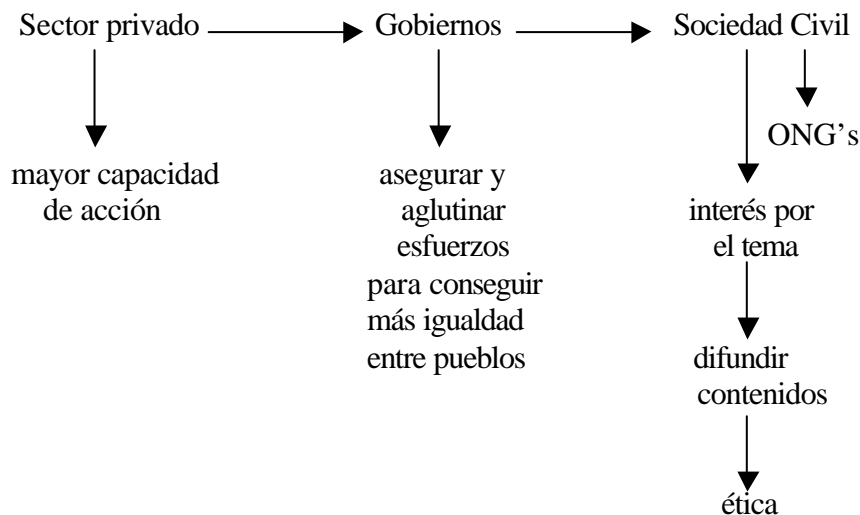 Sector privado
Gobiernos
Sociedad Civil
ONG’s
mayor capacidad
de acción
asegurar y
aglutinar
esfuerzos
para conseguir
más igualdad
entre pueblos
interés por
el tema
difundir
contenidos
ética